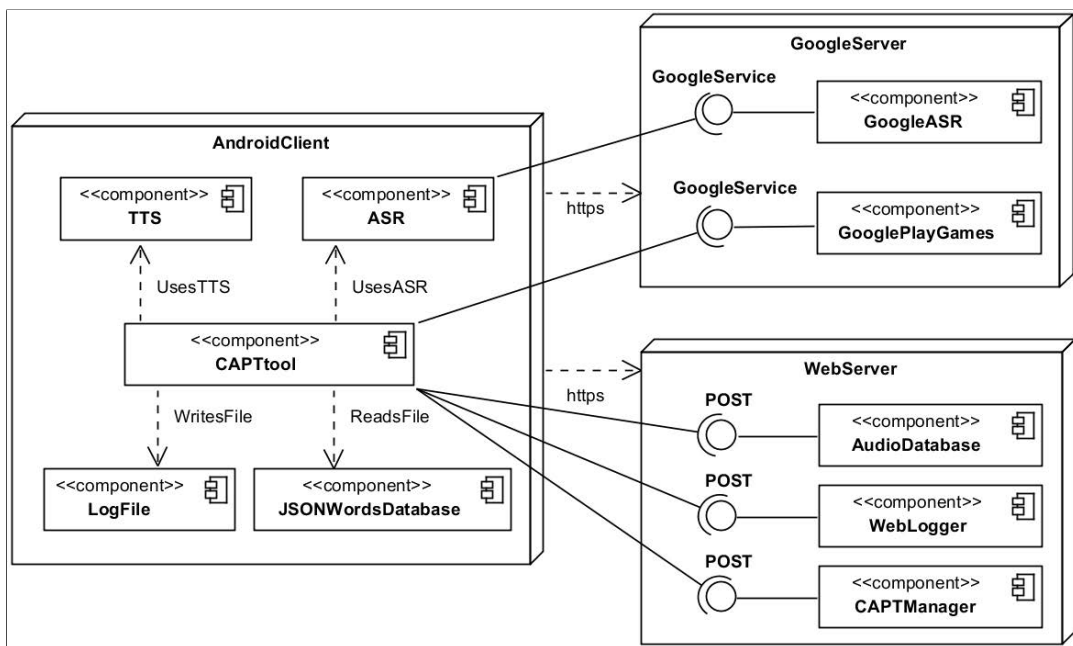 AndroidClient
<<component>>
TTS
<<component>>
ASR
UsesTTS
UsesASR
<<component>>
CAPTtool
WritesFile
ReadsFile
<<component>>
LogFile
<<component>>
JSONWordsDatabase
https
https
GoogleServer
GoogleService
<<component>>
GoogleASR
GoogleService
<<component>>
GooglePlayGames
WebServer
POST
<<component>>
AudioDatabase
POST
<<component>>
WebLogger
POST
<<component>>
CAPTManager